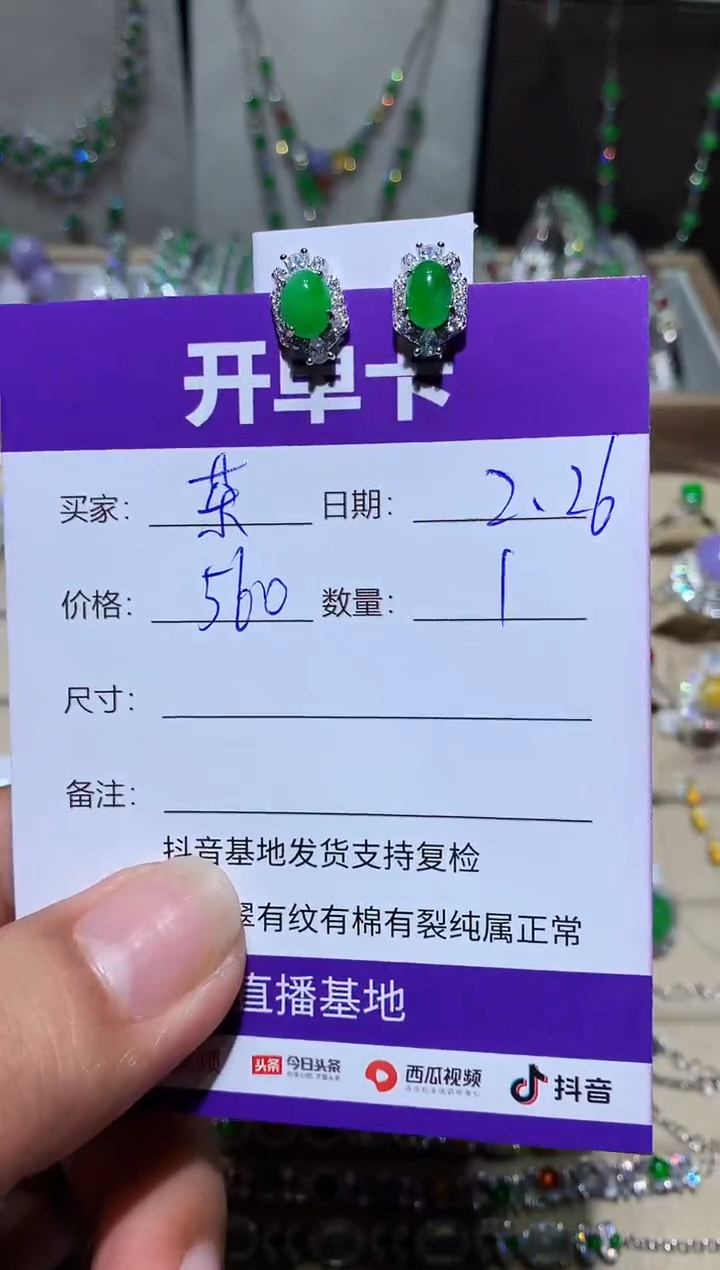 开单卡
买家： 荣 日期： 2、26
价格： 560 数量： 1
尺寸：
备注：
抖音基地发货支持复检
翠有纹有棉有裂纯属正常
直播基地
头条 今日头条 西瓜视频 抖音